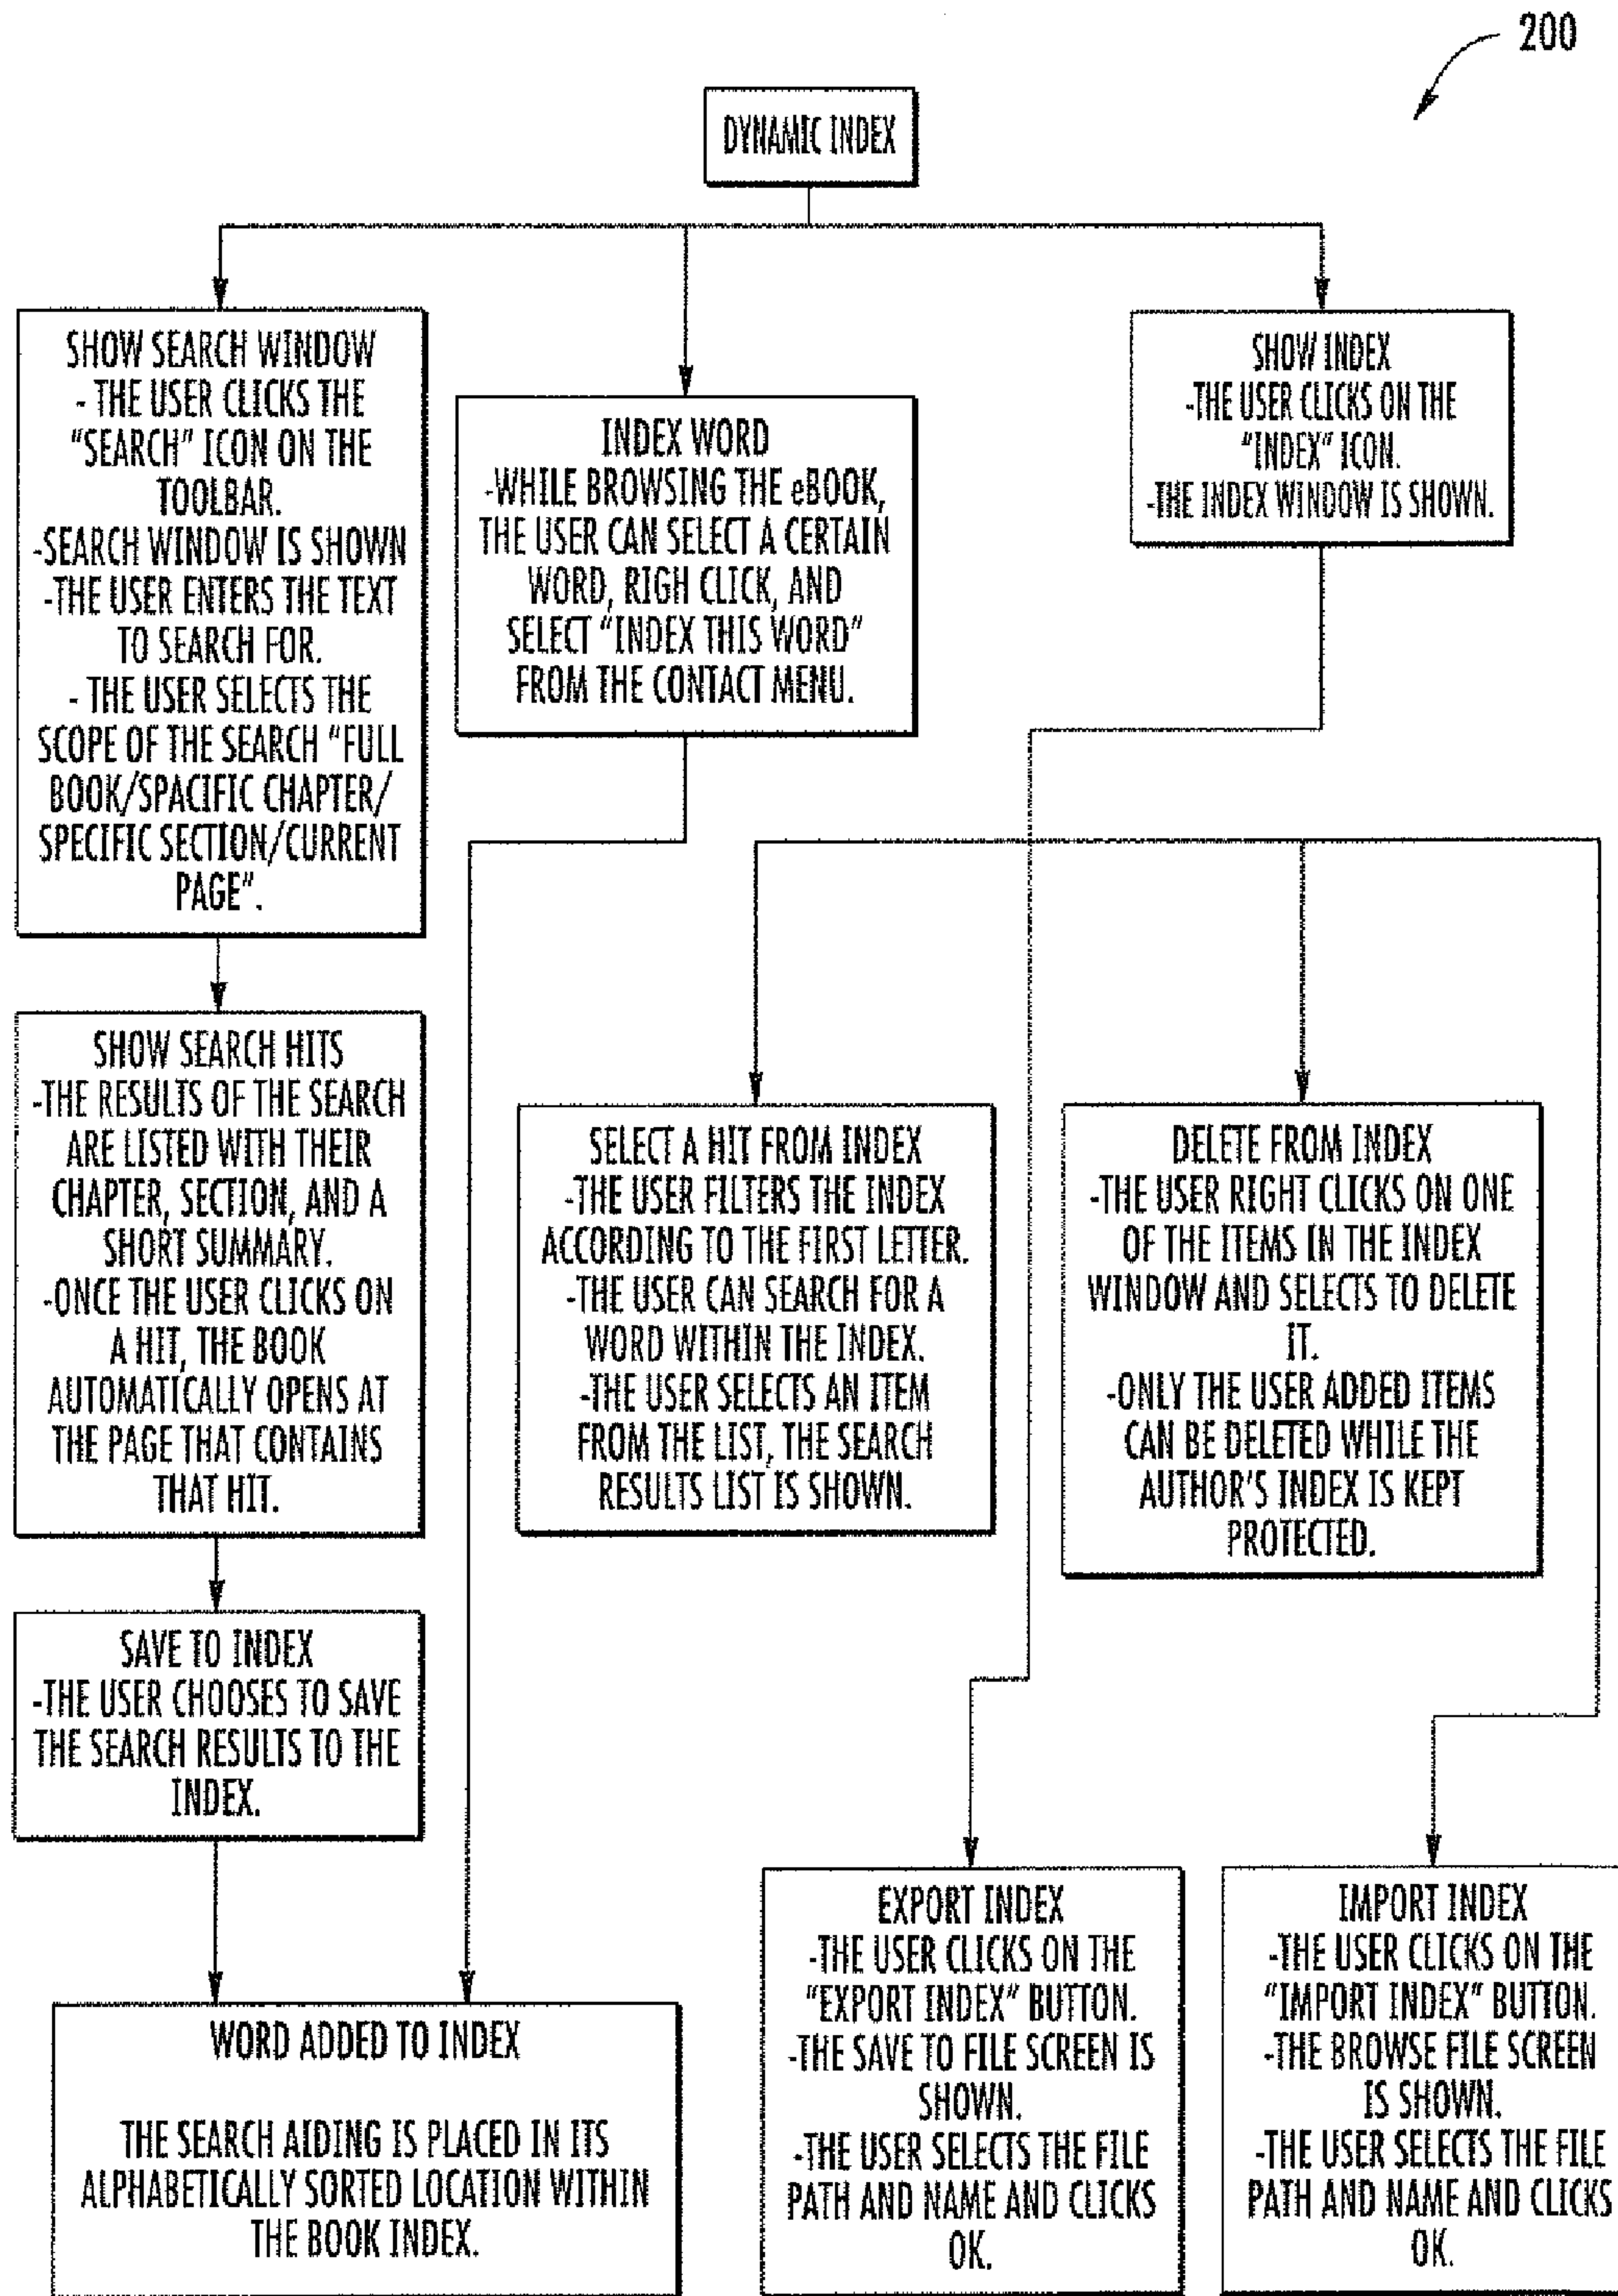 200
DYNAMIC INDEX
SHOW SEARCH WINDOW
- THE USER CLICKS THE
"SEARCH" ICON ON THE
TOOLBAR.
-SEARCH WINDOW IS SHOWN
-THE USER ENTERS THE TEXT
TO SEARCH FOR.
- THE USER SELECTS THE
SCOPE OF THE SEARCH "FULL
BOOK/SPACIFIC CHAPTER/
SPECIFIC SECTION/CURRENT
PAGE".
INDEX WORD
-WHILE BROWSING THE eBOOK,
THE USER CAN SELECT A CERTAIN
WORD, RIGH CLICK, AND
SELECT "INDEX THIS WORD"
FROM THE CONTACT MENU.
SHOW INDEX
-THE USER CLICKS ON THE
"INDEX" ICON.
-THE INDEX WINDOW IS SHOWN.
SHOW SEARCH HITS
-THE RESULTS OF THE SEARCH
ARE LISTED WITH THEIR
CHAPTER, SECTION, AND A
SHORT SUMMARY.
-ONCE THE USER CLICKS ON
A HIT, THE BOOK
AUTOMATICALLY OPENS AT
THE PAGE THAT CONTAINS
THAT HIT.
SELECT A HIT FROM INDEX
-THE USER FILTERS THE INDEX
ACCORDING TO THE FIRST LETTER.
-THE USER CAN SEARCH FOR A
WORD WITHIN THE INDEX.
-THE USER SELECTS AN ITEM
FROM THE LIST, THE SEARCH
RESULTS LIST IS SHOWN.
DELETE FROM INDEX
-THE USER RIGHT CLICKS ON ONE
OF THE ITEMS IN THE INDEX
WINDOW AND SELECTS TO DELETE
IT.
-ONLY THE USER ADDED ITEMS
CAN BE DELETED WHILE THE
AUTHOR'S INDEX IS KEPT
PROTECTED.
SAVE TO INDEX
-THE USER CHOOSES TO SAVE
THE SEARCH RESULTS TO THE
INDEX.
WORD ADDED TO INDEX
THE SEARCH AIDING IS PLACED IN ITS
ALPHABETICALLY SORTED LOCATION WITHIN
THE BOOK INDEX.
EXPORT INDEX
-THE USER CLICKS ON THE
"EXPORT INDEX" BUTTON.
-THE SAVE TO FILE SCREEN IS
SHOWN.
-THE USER SELECTS THE FILE
PATH AND NAME AND CLICKS
OK.
IMPORT INDEX
-THE USER CLICKS ON THE
"IMPORT INDEX" BUTTON.
-THE BROWSE FILE SCREEN
IS SHOWN.
-THE USER SELECTS THE FILE
PATH AND NAME AND CLICKS
OK.